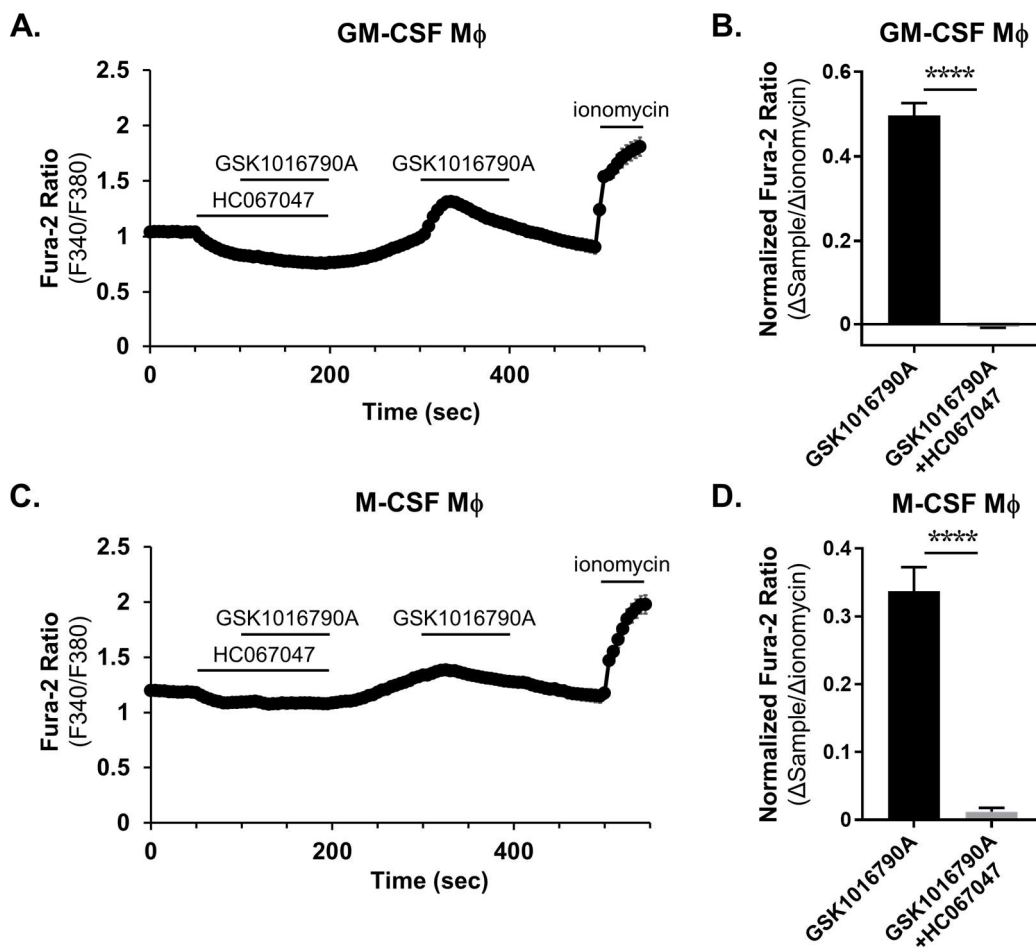 A.
GM-CSF Mϕ
2.5
2
1.5
1
0.5
0
Fura-2 Ratio
(F340/F380)
GSK1016790A
HC067047
GSK1016790A
ionomycin
0
200
400
Time (sec)
B.
GM-CSF Mϕ
****
0.6
0.4
0.2
0
Normalized Fura-2 Ratio
(ΔSample/Δionomycin)
GSK1016790A
GSK1016790A
+HC067047
C.
M-CSF Mϕ
2.5
2
1.5
1
0.5
0
Fura-2 Ratio
(F340/F380)
GSK1016790A
HC067047
GSK1016790A
ionomycin
0
200
400
Time (sec)
D.
M-CSF Mϕ
****
0.4
0.3
0.2
0.1
0
Normalized Fura-2 Ratio
(ΔSample/Δionomycin)
GSK1016790A
GSK1016790A
+HC067047